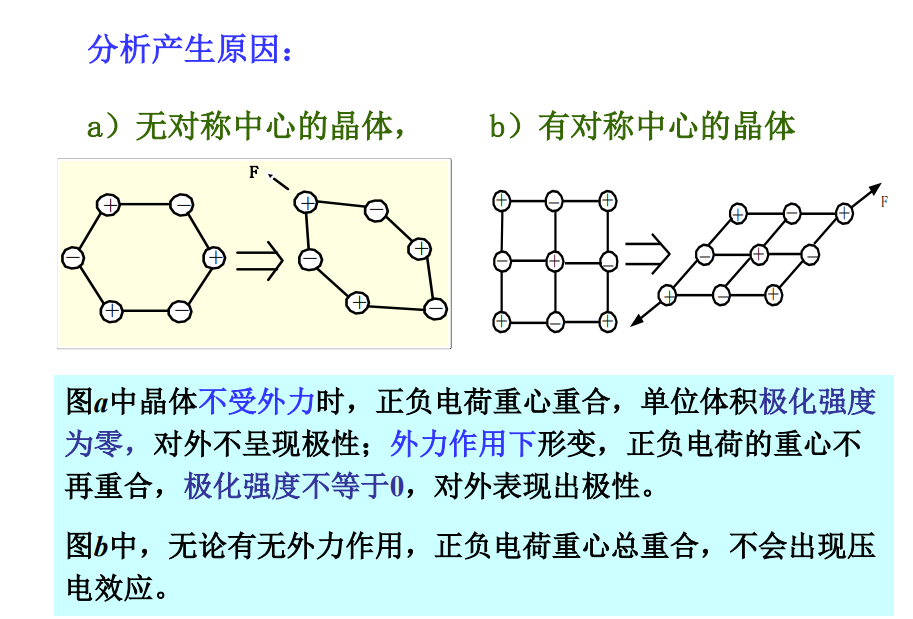 分析产生原因：
a）无对称中心的晶体， b）有对称中心的晶体
F
+ −
− +
+ −
+ −
− +
+ −
+ − +
− + −
+ − +
F
+ − +
− + −
+ − +
图a中晶体不受外力时，正负电荷重心重合，单位体积极化强度
为零，对外不呈现极性；外力作用下形变，正负电荷的重心不
再重合，极化强度不等于0，对外表现出极性。
图b中，无论有无外力作用，正负电荷重心总重合，不会出现压
电效应。